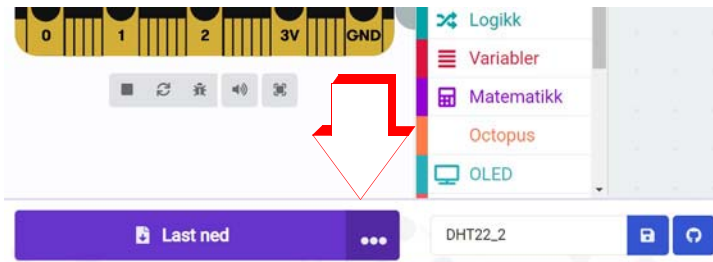 0 1 2 3V GND
Logikk
Variabler
Matematikk
Octopus
OLED
Last ned
DHT22_2